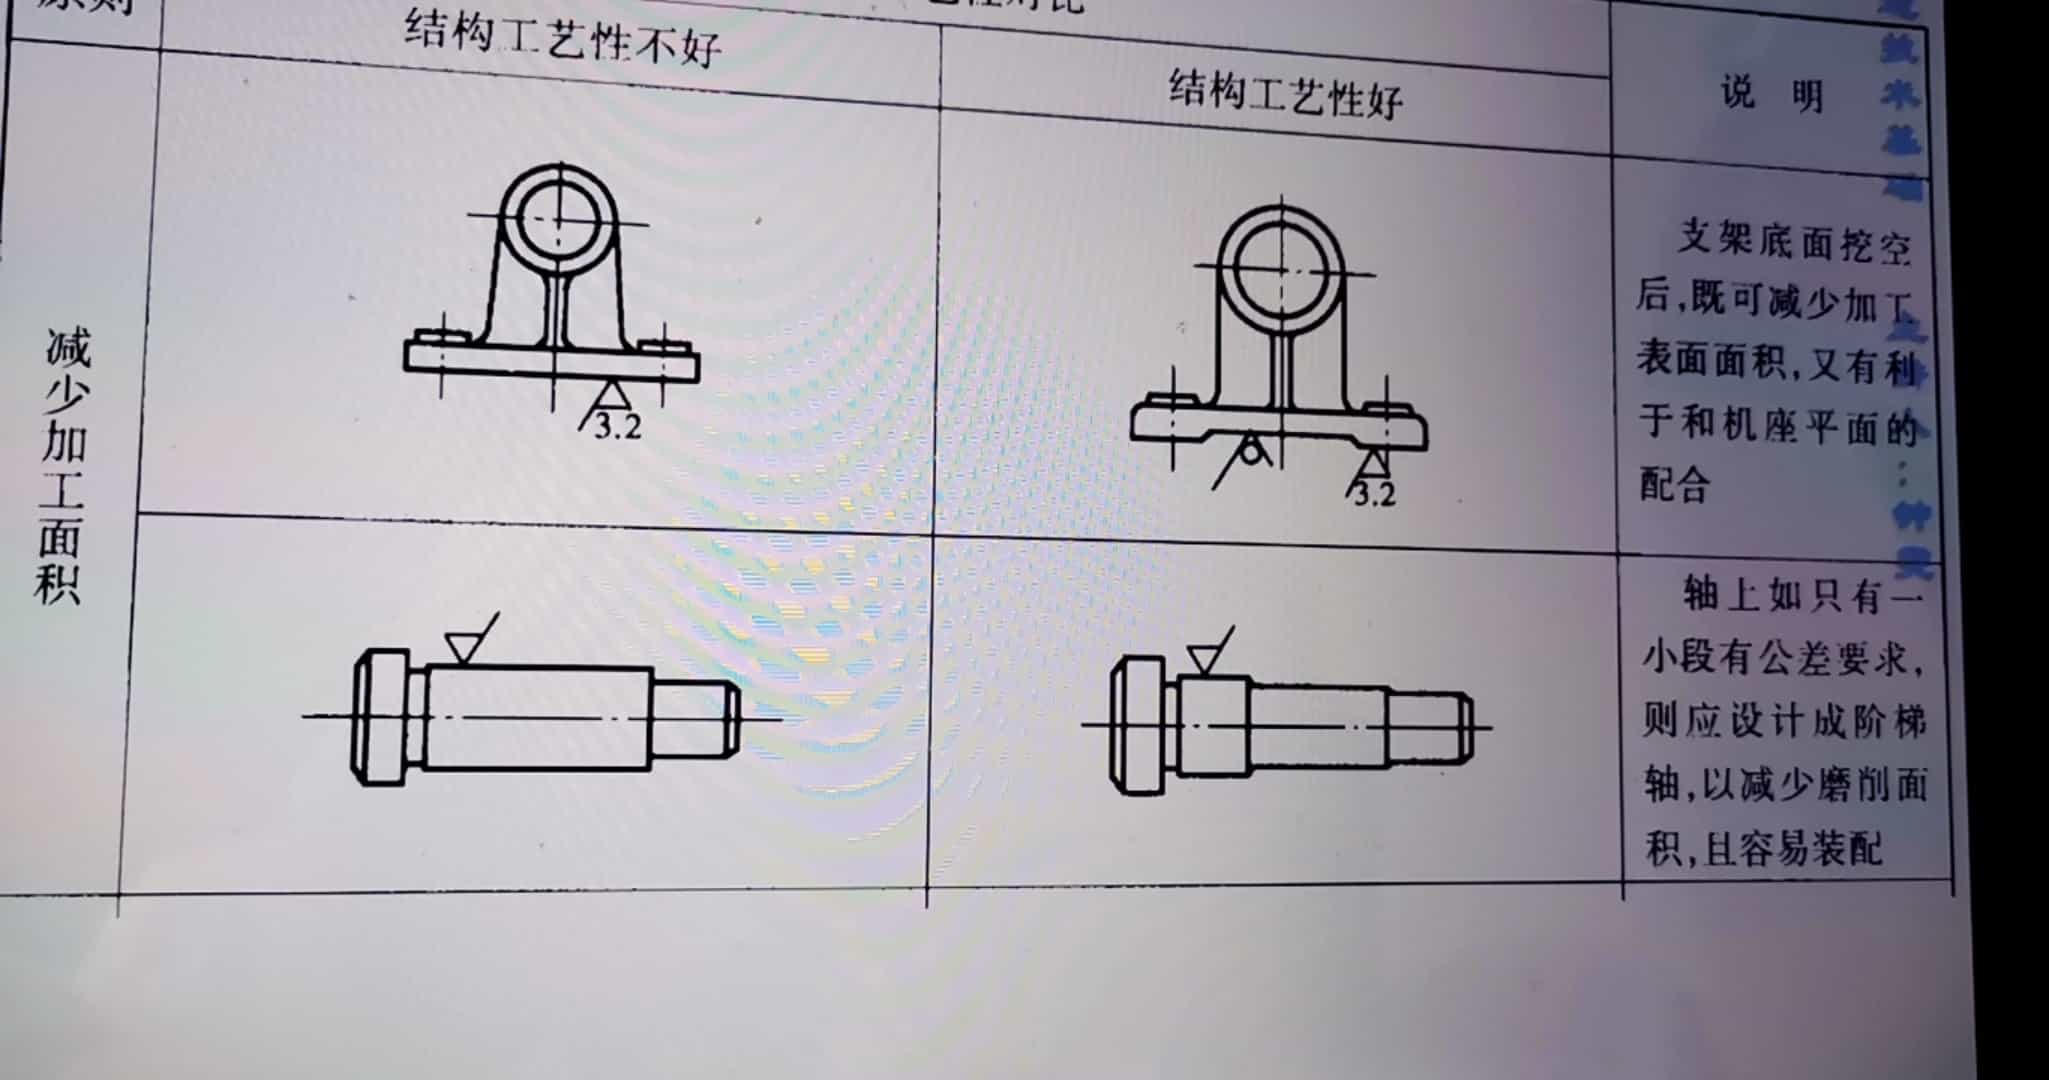 原则
结构工艺性不好
结构工艺性好
说 明
减少加工面积
支架底面挖空
后,既可减少加工
表面面积,又有利
于和机座平面的
配合
3.2
3.2
轴上如只有一
小段有公差要求,
则应设计成阶梯
轴,以减少磨削面
积,且容易装配